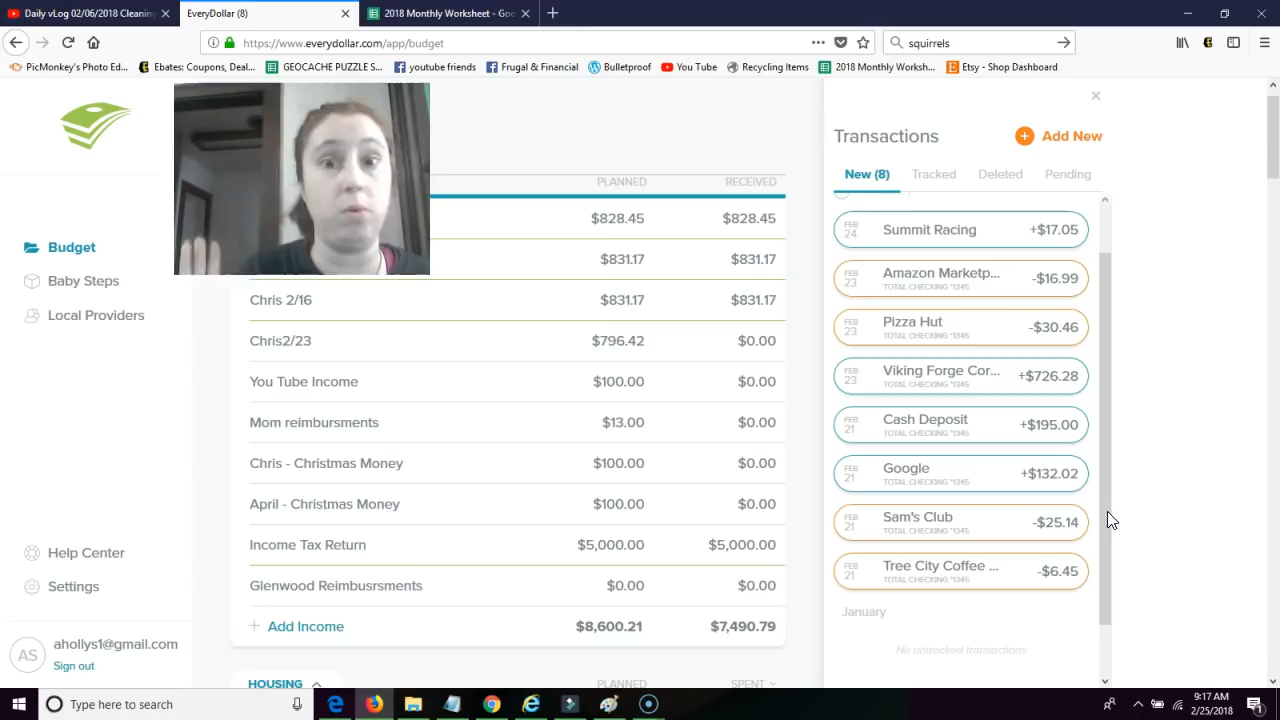 Daily vLog 02/06/2018 Cleaning
EveryDollar (8)
2018 Monthly Worksheet - Goo
https://www.everydollar.com/app/budget
squirrels
PicMonkey's Photo Ed...
Ebates: Coupons, Deal...
GEOCACHE PUZZLE S...
youtube friends
Frugal & Financial
Bulletproof
You Tube
Recycling Items
2018 Monthly Worksh...
Etsy - Shop Dashboard
Budget
Baby Steps
Local Providers
Help Center
Settings
AS
ahollys1@gmail.com
Sign out
PLANNED RECEIVED
$828.45 $828.45
$831.17 $831.17
Chris 2/16 $831.17 $831.17
Chris2/23 $796.42 $0.00
You Tube Income $100.00 $0.00
Mom reimbursments $13.00 $0.00
Chris - Christmas Money $100.00 $0.00
April - Christmas Money $100.00 $0.00
Income Tax Return $5,000.00 $5,000.00
Glenwood Reimbusrsments $0.00 $0.00
+ Add Income $8,600.21 $7,490.79
HOUSING PLANNED SPENT
Transactions
Add New
New (8) Tracked Deleted Pending
FEB 24 Summit Racing +$17.05
FEB 23 Amazon Marketp... -$16.99
TOTAL CHECKING *1345
FEB 23 Pizza Hut -$30.46
TOTAL CHECKING *1345
FEB 23 Viking Forge Cor... +$726.28
TOTAL CHECKING *1345
FEB 21 Cash Deposit +$195.00
TOTAL CHECKING *1345
FEB 21 Google +$132.02
TOTAL CHECKING *1345
FEB 21 Sam's Club -$25.14
TOTAL CHECKING *1345
FEB 21 Tree City Coffee ... -$6.45
TOTAL CHECKING *1345
January
No untracked transactions
Type here to search
9:17 AM
2/25/2018